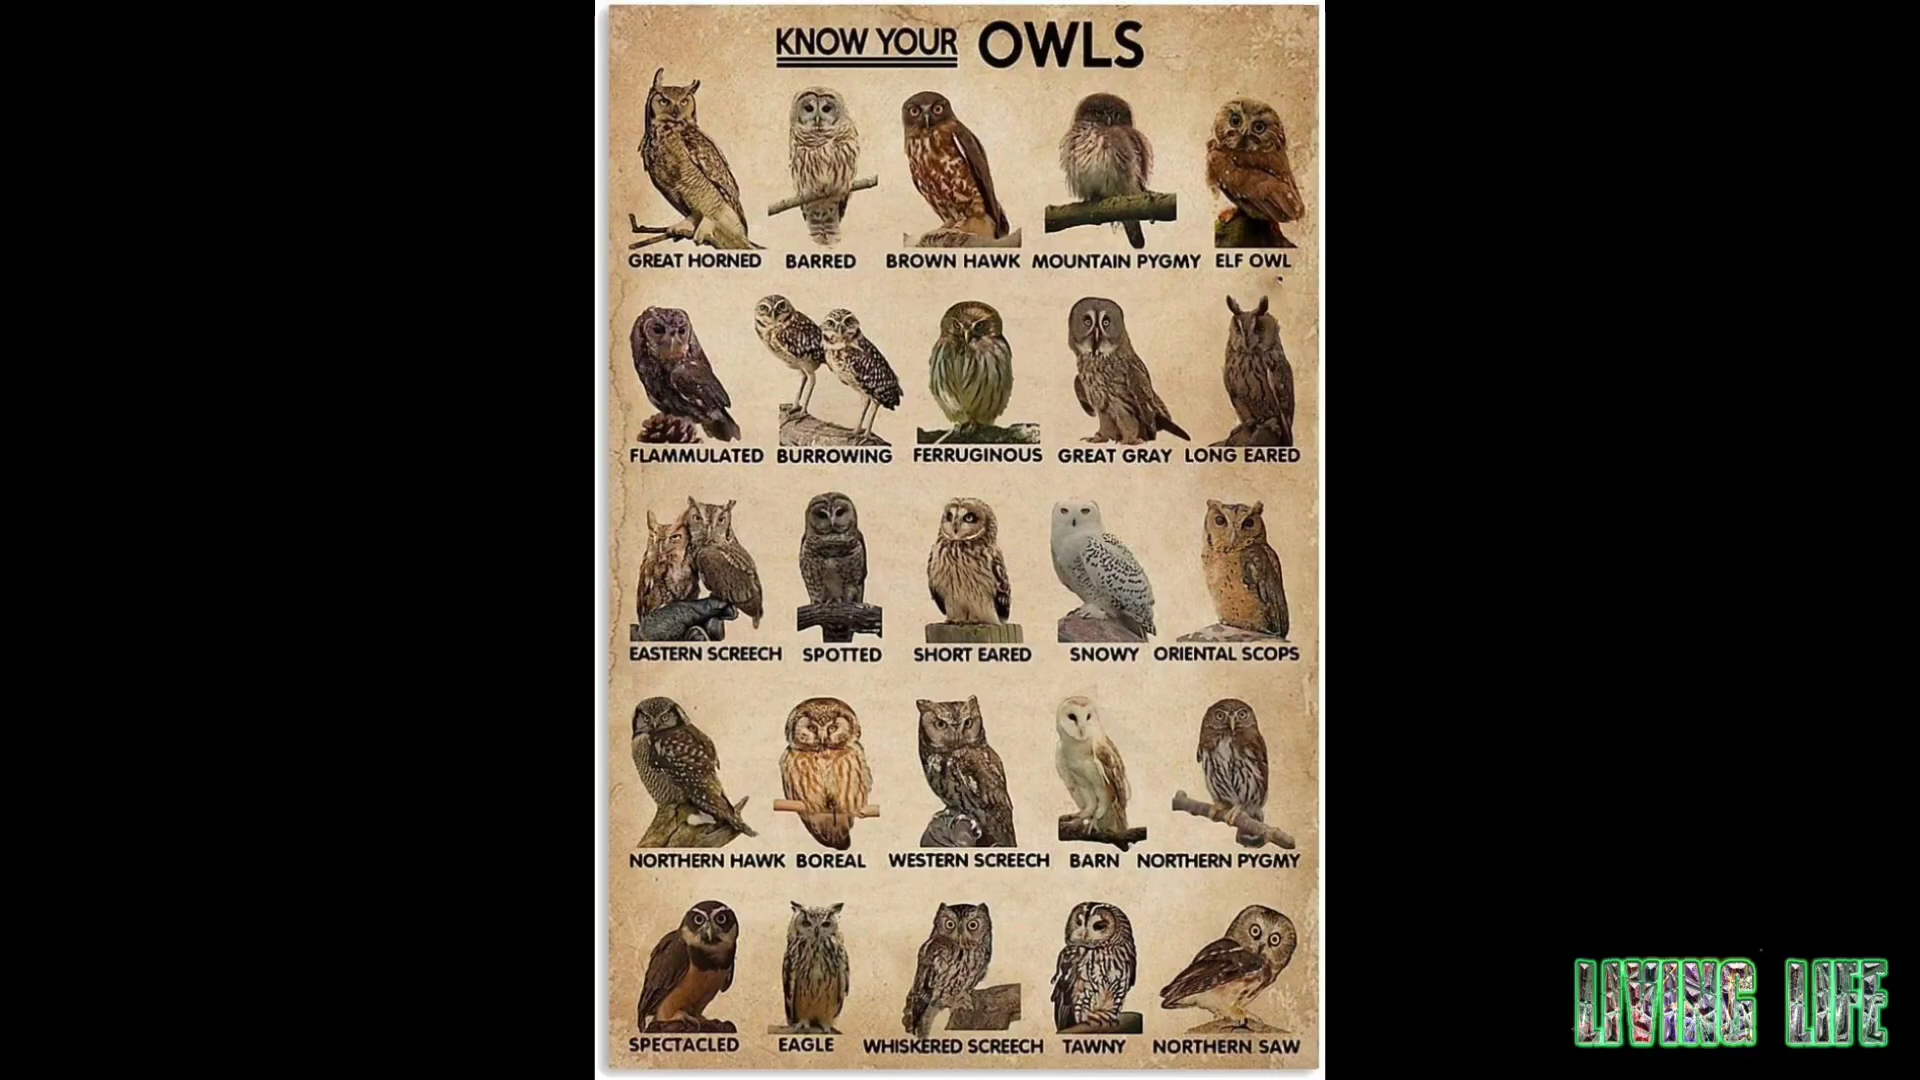 KNOW YOUR OWLS
GREAT HORNED BARRED BROWN HAWK MOUNTAIN PYGMY ELF OWL
FLAMMULATED BURROWING FERRUGINOUS GREAT GRAY LONG EARED
EASTERN SCREECH SPOTTED SHORT EARED SNOWY ORIENTAL SCOPS
NORTHERN HAWK BOREAL WESTERN SCREECH BARN NORTHERN PYGMY
SPECTACLED EAGLE WHISKERED SCREECH TAWNY NORTHERN SAW
LIVING LIFE